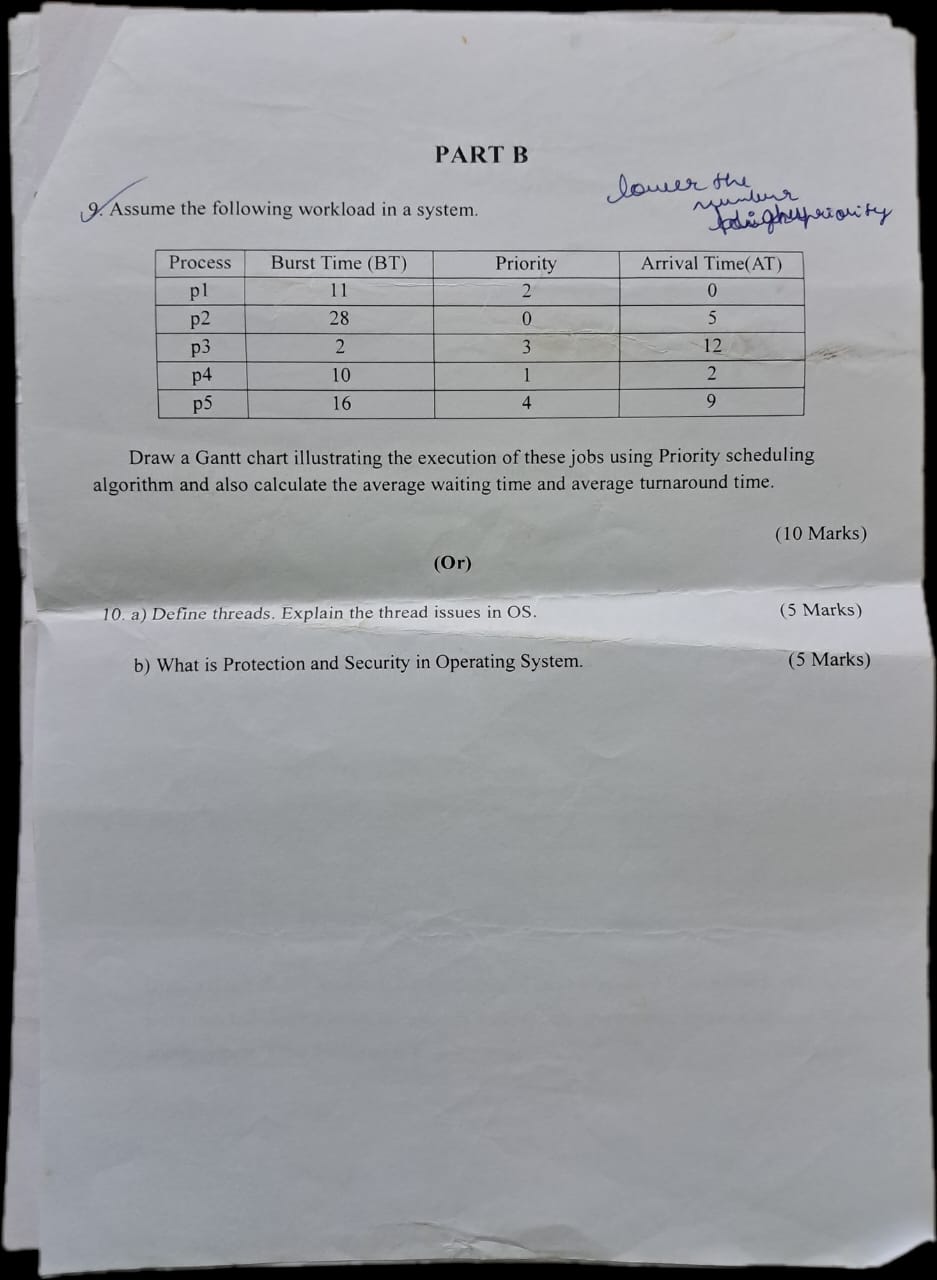 PART B
lower the
number
priority
9. Assume the following workload in a system.
Process Burst Time (BT) Priority Arrival Time(AT)
p1 11 2 0
p2 28 0 5
p3 2 3 12
p4 10 1 2
p5 16 4 9
Draw a Gantt chart illustrating the execution of these jobs using Priority scheduling
algorithm and also calculate the average waiting time and average turnaround time.
(10 Marks)
(Or)
10. a) Define threads. Explain the thread issues in OS. (5 Marks)
b) What is Protection and Security in Operating System. (5 Marks)